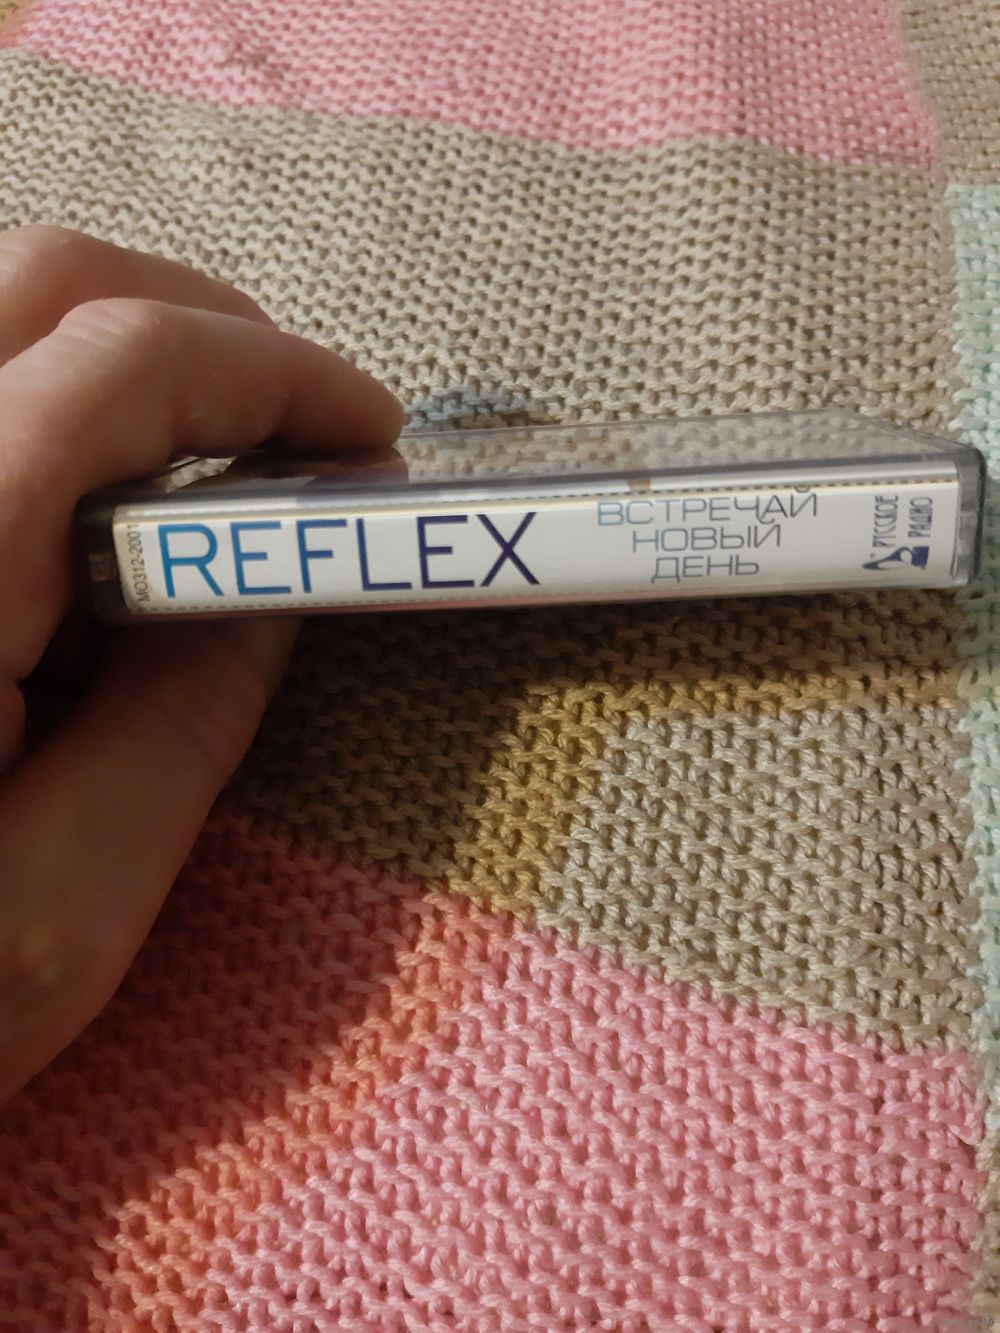 MO312-2001
REFLEX
ВСТРЕЧАЙ
НОВЫЙ
ДЕНЬ
РУССКОЕ
РАДИО